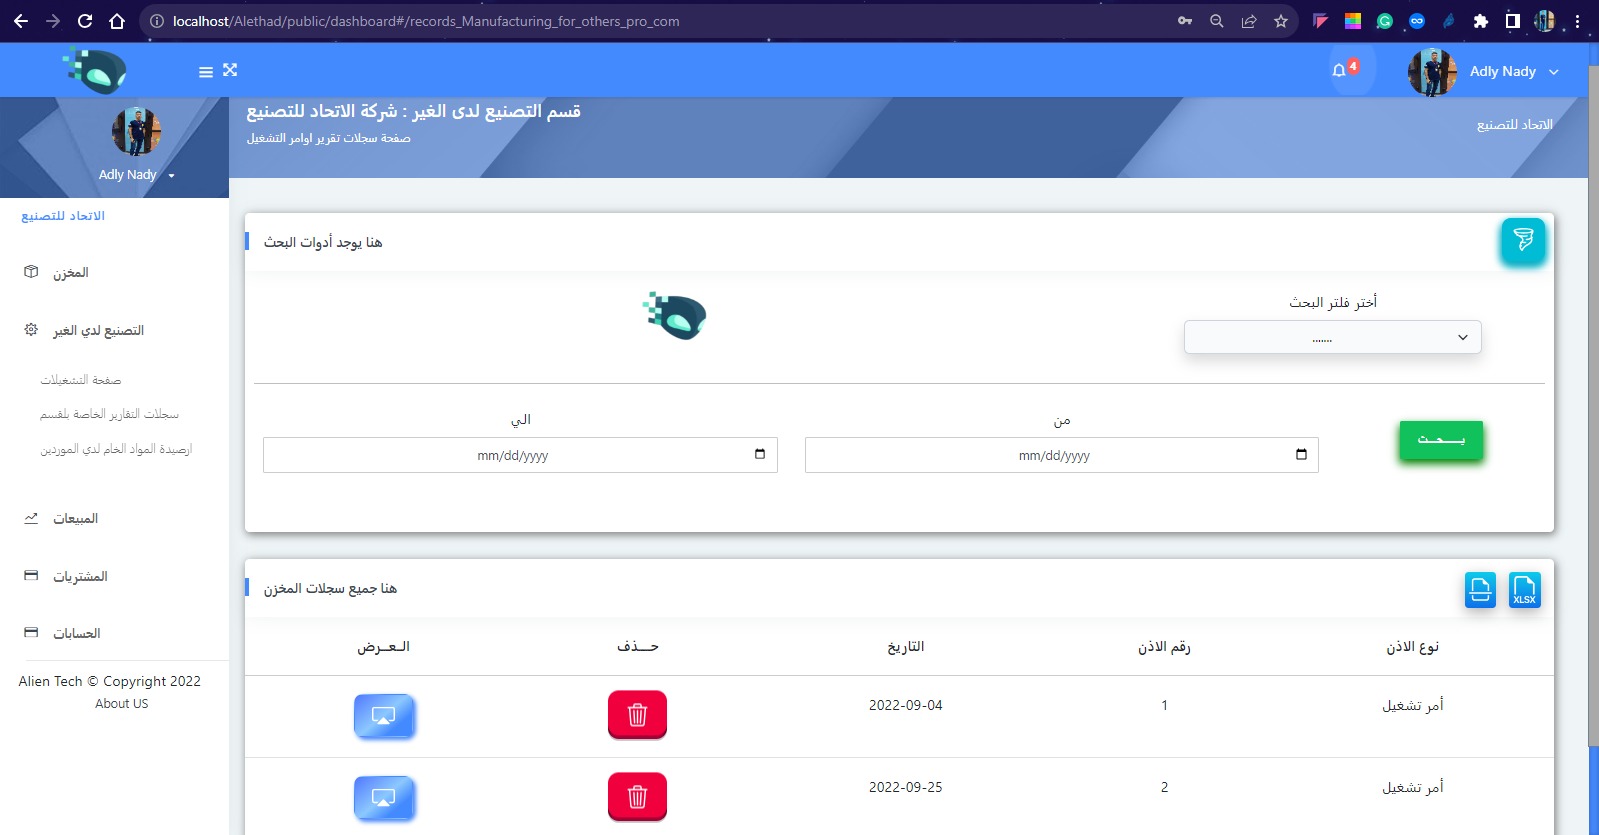 localhost/Alethad/public/dashboard#/records_Manufacturing_for_others_pro_com
4
Adly Nady
قسم التصنيع لدى الغير : شركة الاتحاد للتصنيع
صفحة سجلات تقرير اوامر التشغيل
الاتحاد للتصنيع
Adly Nady
الاتحاد للتصنيع
المخزن
التصنيع لدي الغير
صفحة التشغيلات
سجلات التقارير الخاصة بلقسم
ارصيدة المواد الخام لدي الموردين
المبيعات
المشتريات
الحسابات
Alien Tech © Copyright 2022
About US
هنا يوجد أدوات البحث
أختر فلتر البحث
.......
من
الي
mm/dd/yyyy
mm/dd/yyyy
بـــحــث
هنا جميع سجلات المخزن
XLSX
نوع الاذن رقم الاذن التاريخ حـــذف الـعــرض
أمر تشغيل 1 2022-09-04
أمر تشغيل 2 2022-09-25